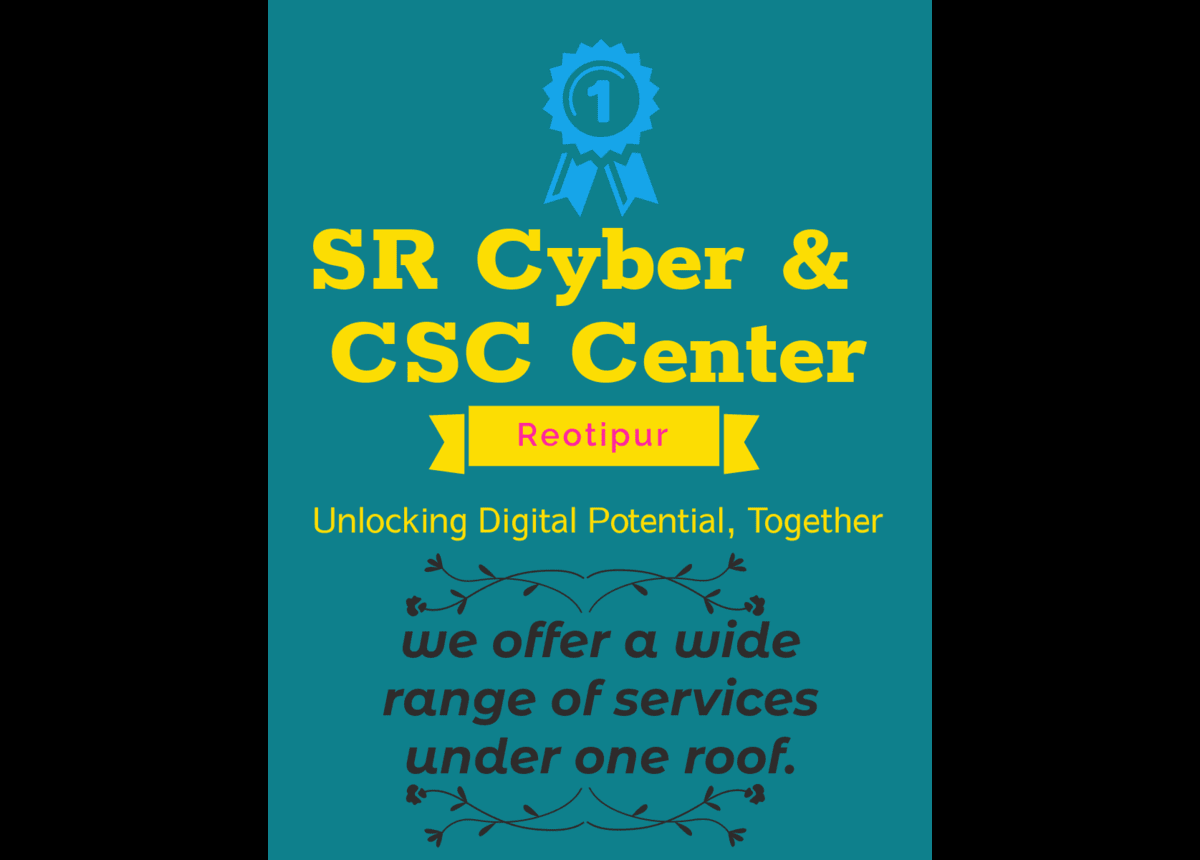 1
SR Cyber &
CSC Center
Reotipur
Unlocking Digital Potential, Together
we offer a wide
range of services
under one roof.